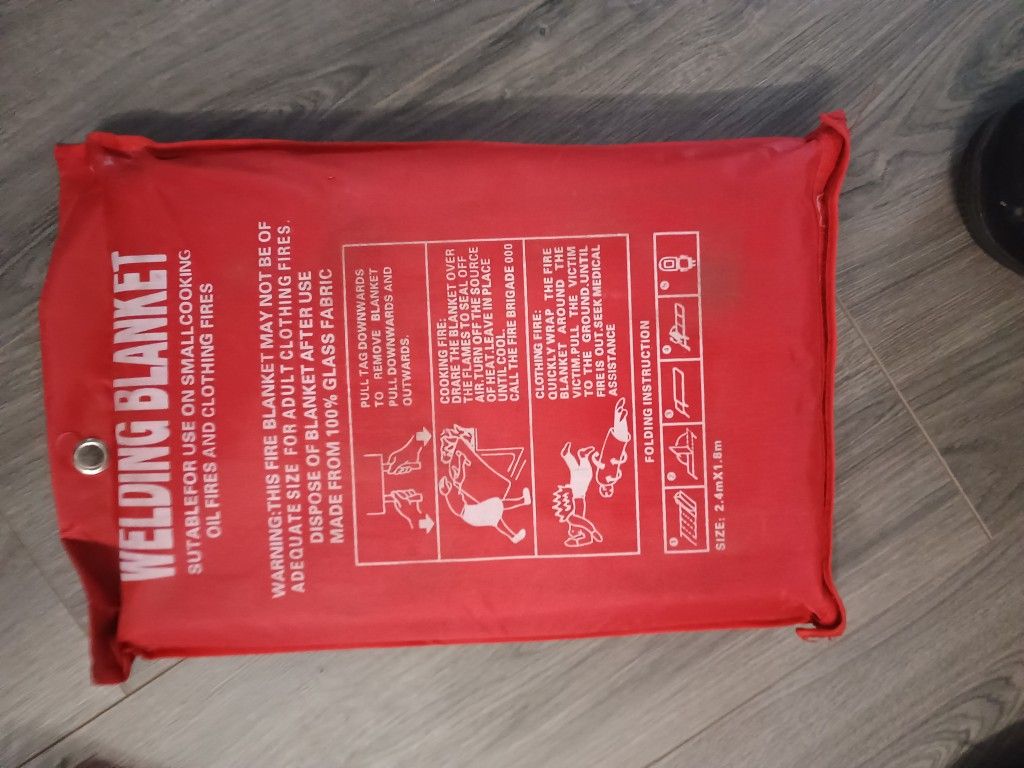 WELDING BLANKET
SUTABLEFOR USE ON SMALLCOOKING
OIL FIRES AND CLOTHING FIRES
WARNING:THIS FIRE BLANKET MAY NOT BE OF
ADEQUATE SIZE FOR ADULT CLOTHING FIRES.
DISPOSE OF BLANKET AFTER USE
MADE FROM 100% GLASS FABRIC
PULL TAG DOWNWARDS
TO REMOVE BLANKET
PULL DOWNWARDS AND
OUTWARDS.
COOKING FIRE:
DRARE THE BLANKET OVER
THE FLAMES TO SEAL OFF
AIR.TURN OFF THE SOURCE
OF HEAT.LEAVE IN PLACE
UNTIL COOL.
CALL THE FIRE BRIGADE 000
CLOTHING FIRE:
QUICKLY WRAP THE FIRE
BLANKET AROUND THE
VICTIM.PULL THE VICTIM
TO THE GROUND.UNTIL
FIRE IS OUT.SEEK MEDICAL
ASSISTANCE
FOLDING INSTRUCTION
SIZE: 2.4mX1.8m